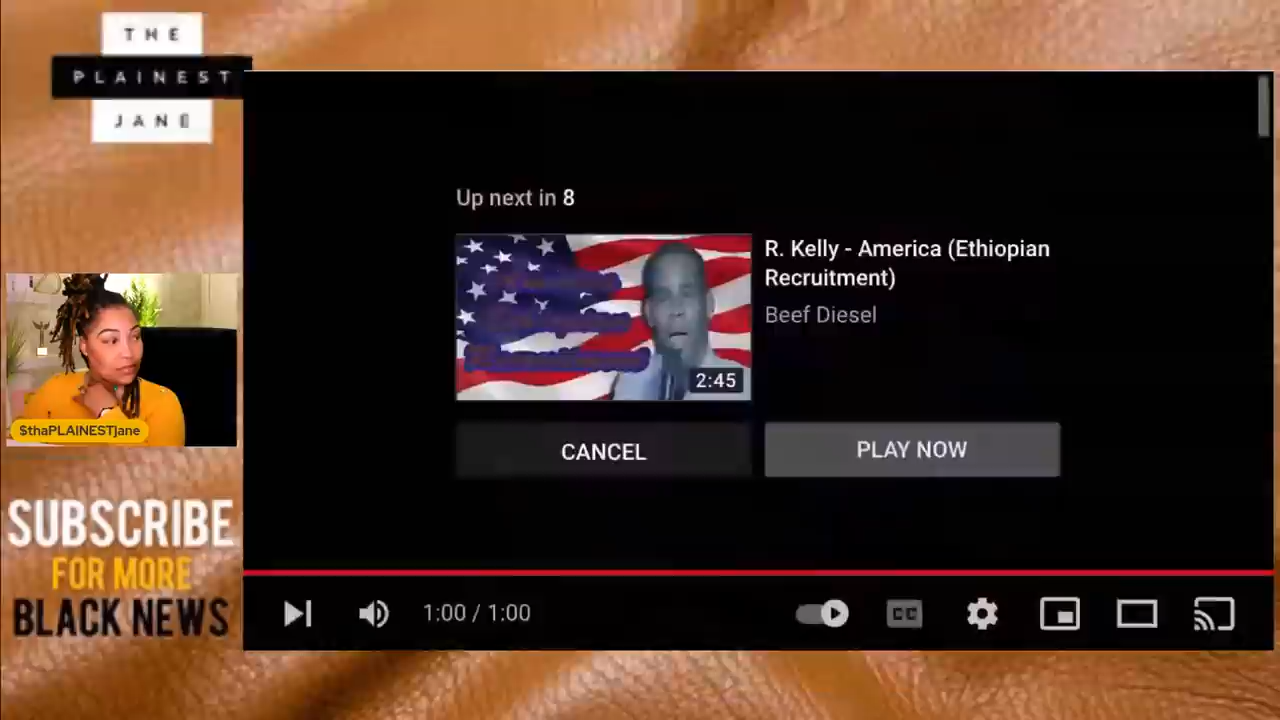 THE
PLAINEST
JANE
Up next in 8
R. Kelly - America (Ethiopian
Recruitment)
Beef Diesel
2:45
CANCEL
PLAY NOW
$thaPLAINESTjane
SUBSCRIBE
FOR MORE
BLACK NEWS
1:00 / 1:00
CC